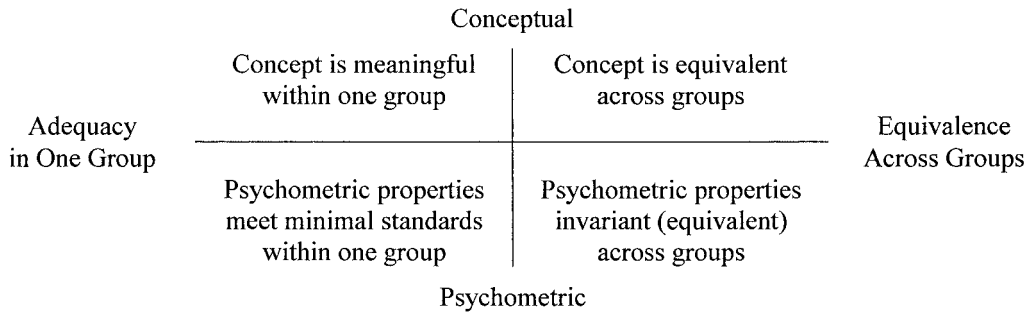 Conceptual
Concept is meaningful
within one group
Concept is equivalent
across groups
Adequacy
in One Group
Equivalence
Across Groups
Psychometric properties
meet minimal standards
within one group
Psychometric properties
invariant (equivalent)
across groups
Psychometric